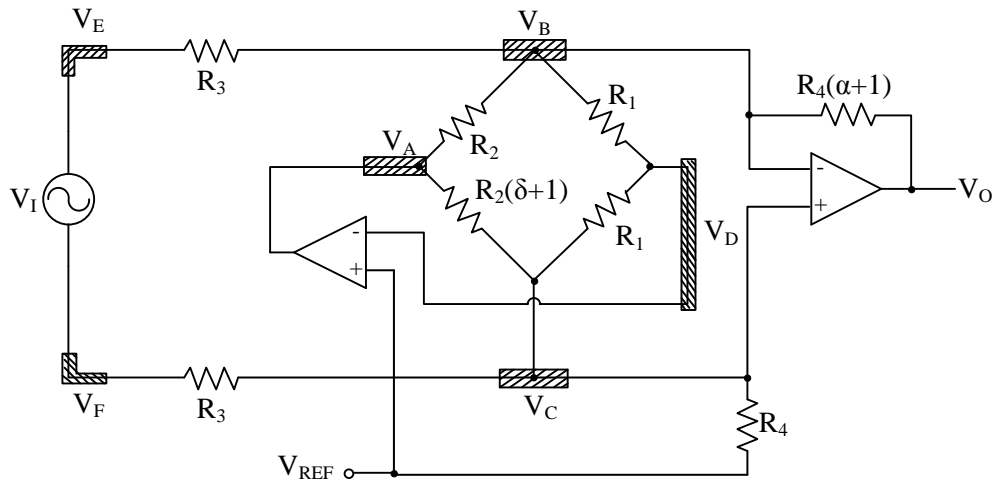 V_E
V_B
R_3
R_1
R_4(α+1)
R_2
V_A
-
V_I
R_2(δ+1)
+
V_O
-
R_1
V_D
+
V_F
R_3
V_C
R_4
V_REF